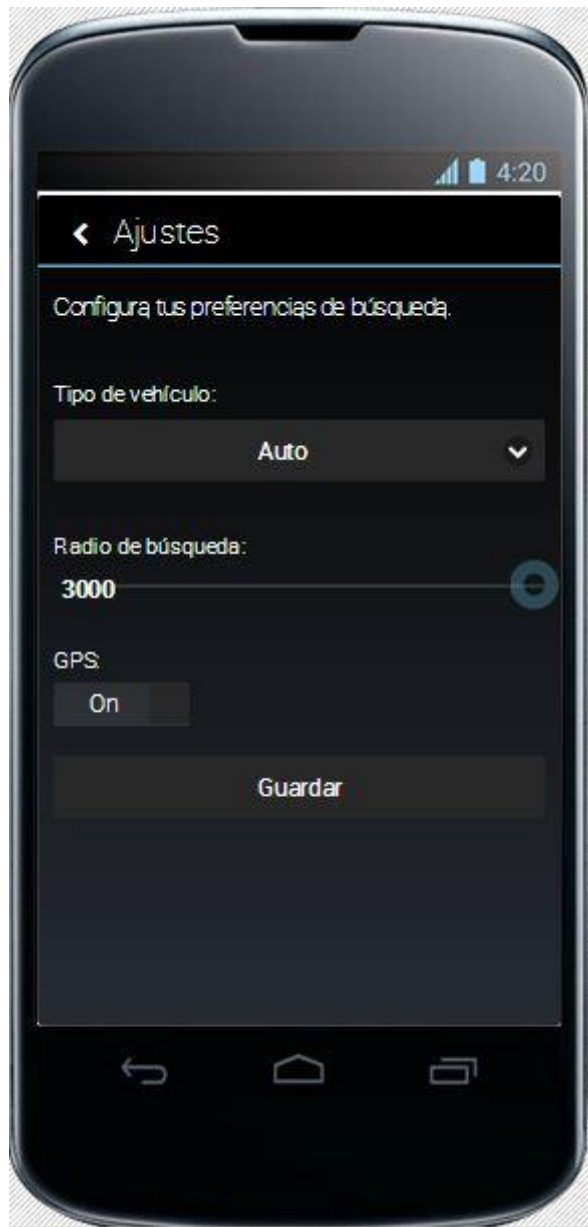 4:20
Ajustes
Configura tus preferencias de búsqueda.
Tipo de vehículo:
Auto
Radio de búsqueda:
3000
GPS:
On
Guardar